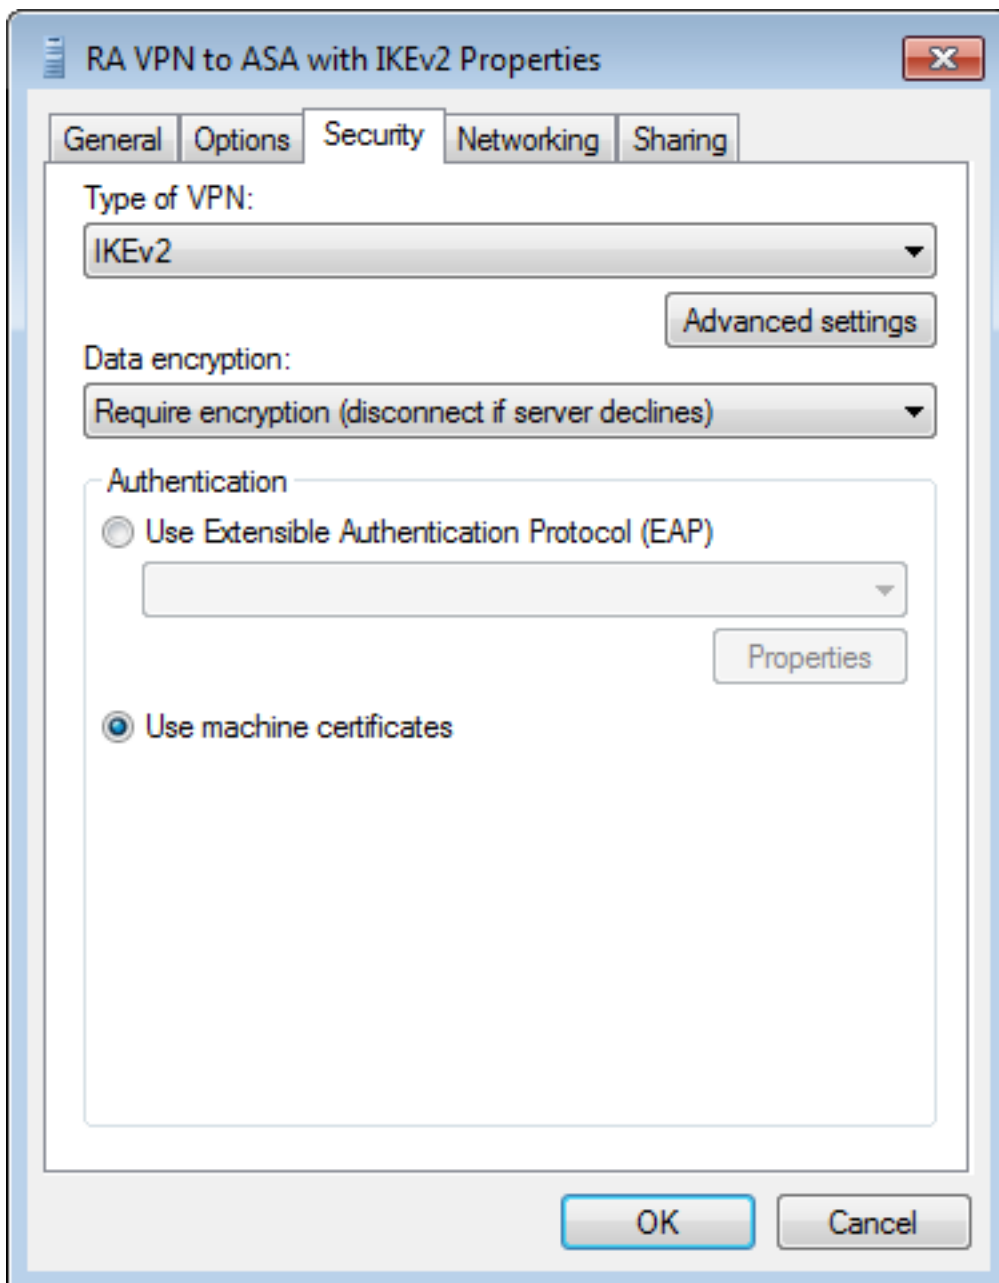 RA VPN to ASA with IKEv2 Properties
General Options Security Networking Sharing
Type of VPN:
IKEv2
Advanced settings
Data encryption:
Require encryption (disconnect if server declines)
Authentication
Use Extensible Authentication Protocol (EAP)
Properties
Use machine certificates
OK Cancel